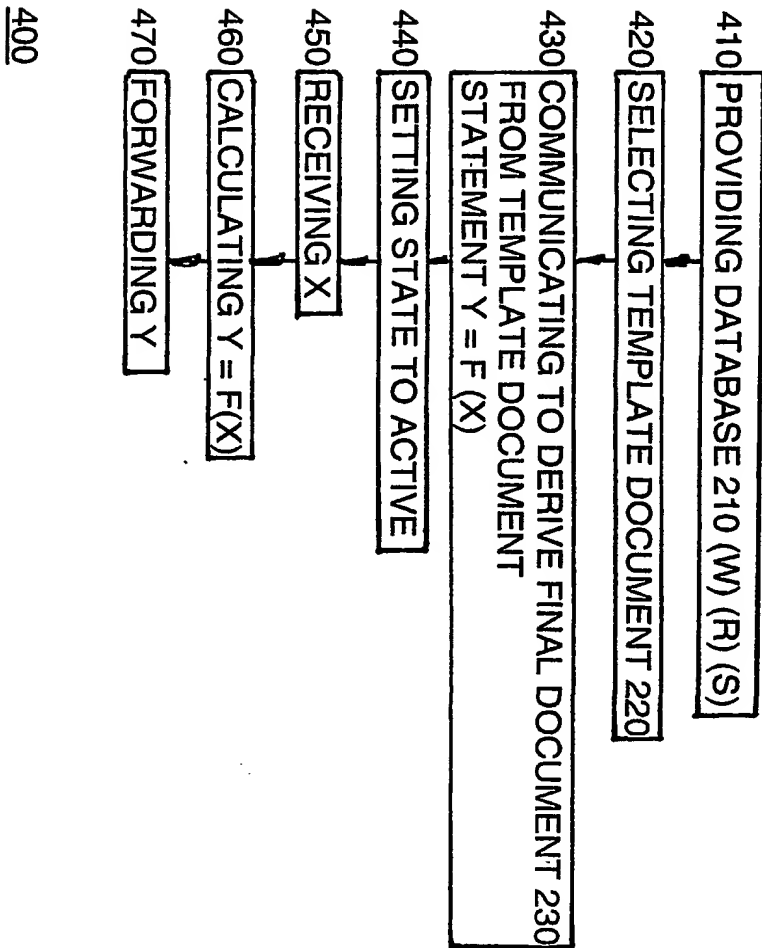 410 PROVIDING DATABASE 210 (W) (R) (S)
420 SELECTING TEMPLATE DOCUMENT 220
430 COMMUNICATING TO DERIVE FINAL DOCUMENT 230
FROM TEMPLATE DOCUMENT
STATEMENT Y = F (X)
440 SETTING STATE TO ACTIVE
450 RECEIVING X
460 CALCULATING Y = F(X)
470 FORWARDING Y
400